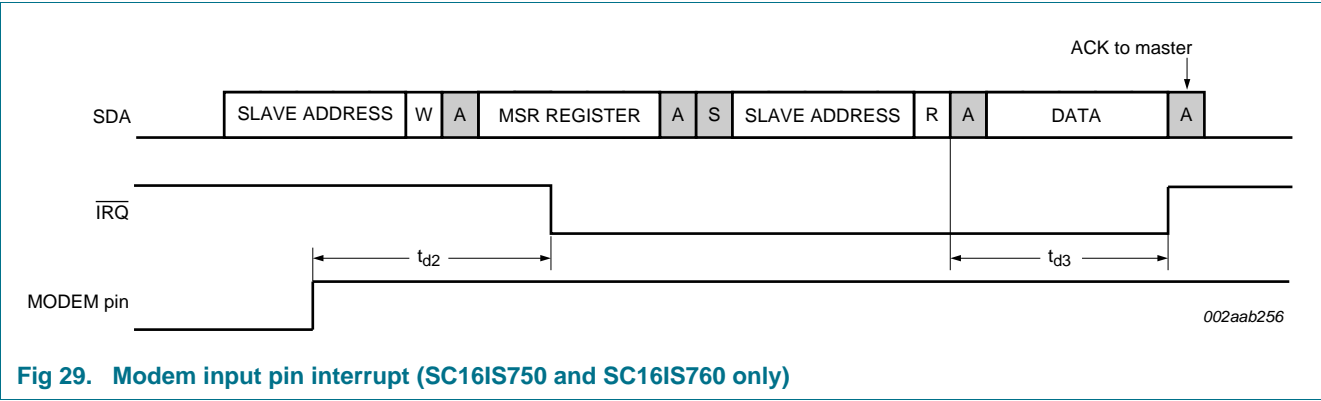 ACK to master
SDA SLAVE ADDRESS W A MSR REGISTER A S SLAVE ADDRESS R A DATA A
IRQ
td2 td3
MODEM pin
002aab256
Fig 29. Modem input pin interrupt (SC16IS750 and SC16IS760 only)